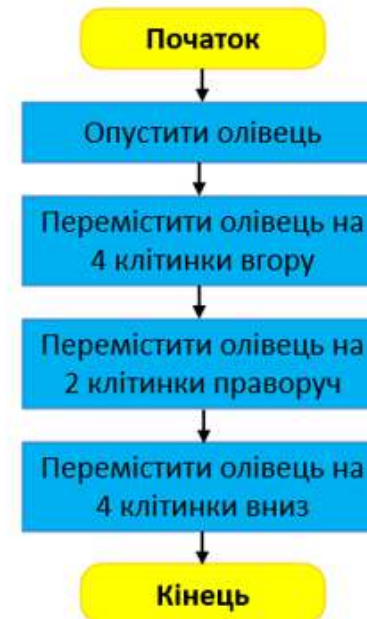 Початок
Опустити олівець
Перемістити олівець на
4 клітинки вгору
Перемістити олівець на
2 клітинки праворуч
Перемістити олівець на
4 клітинки вниз
Кінець